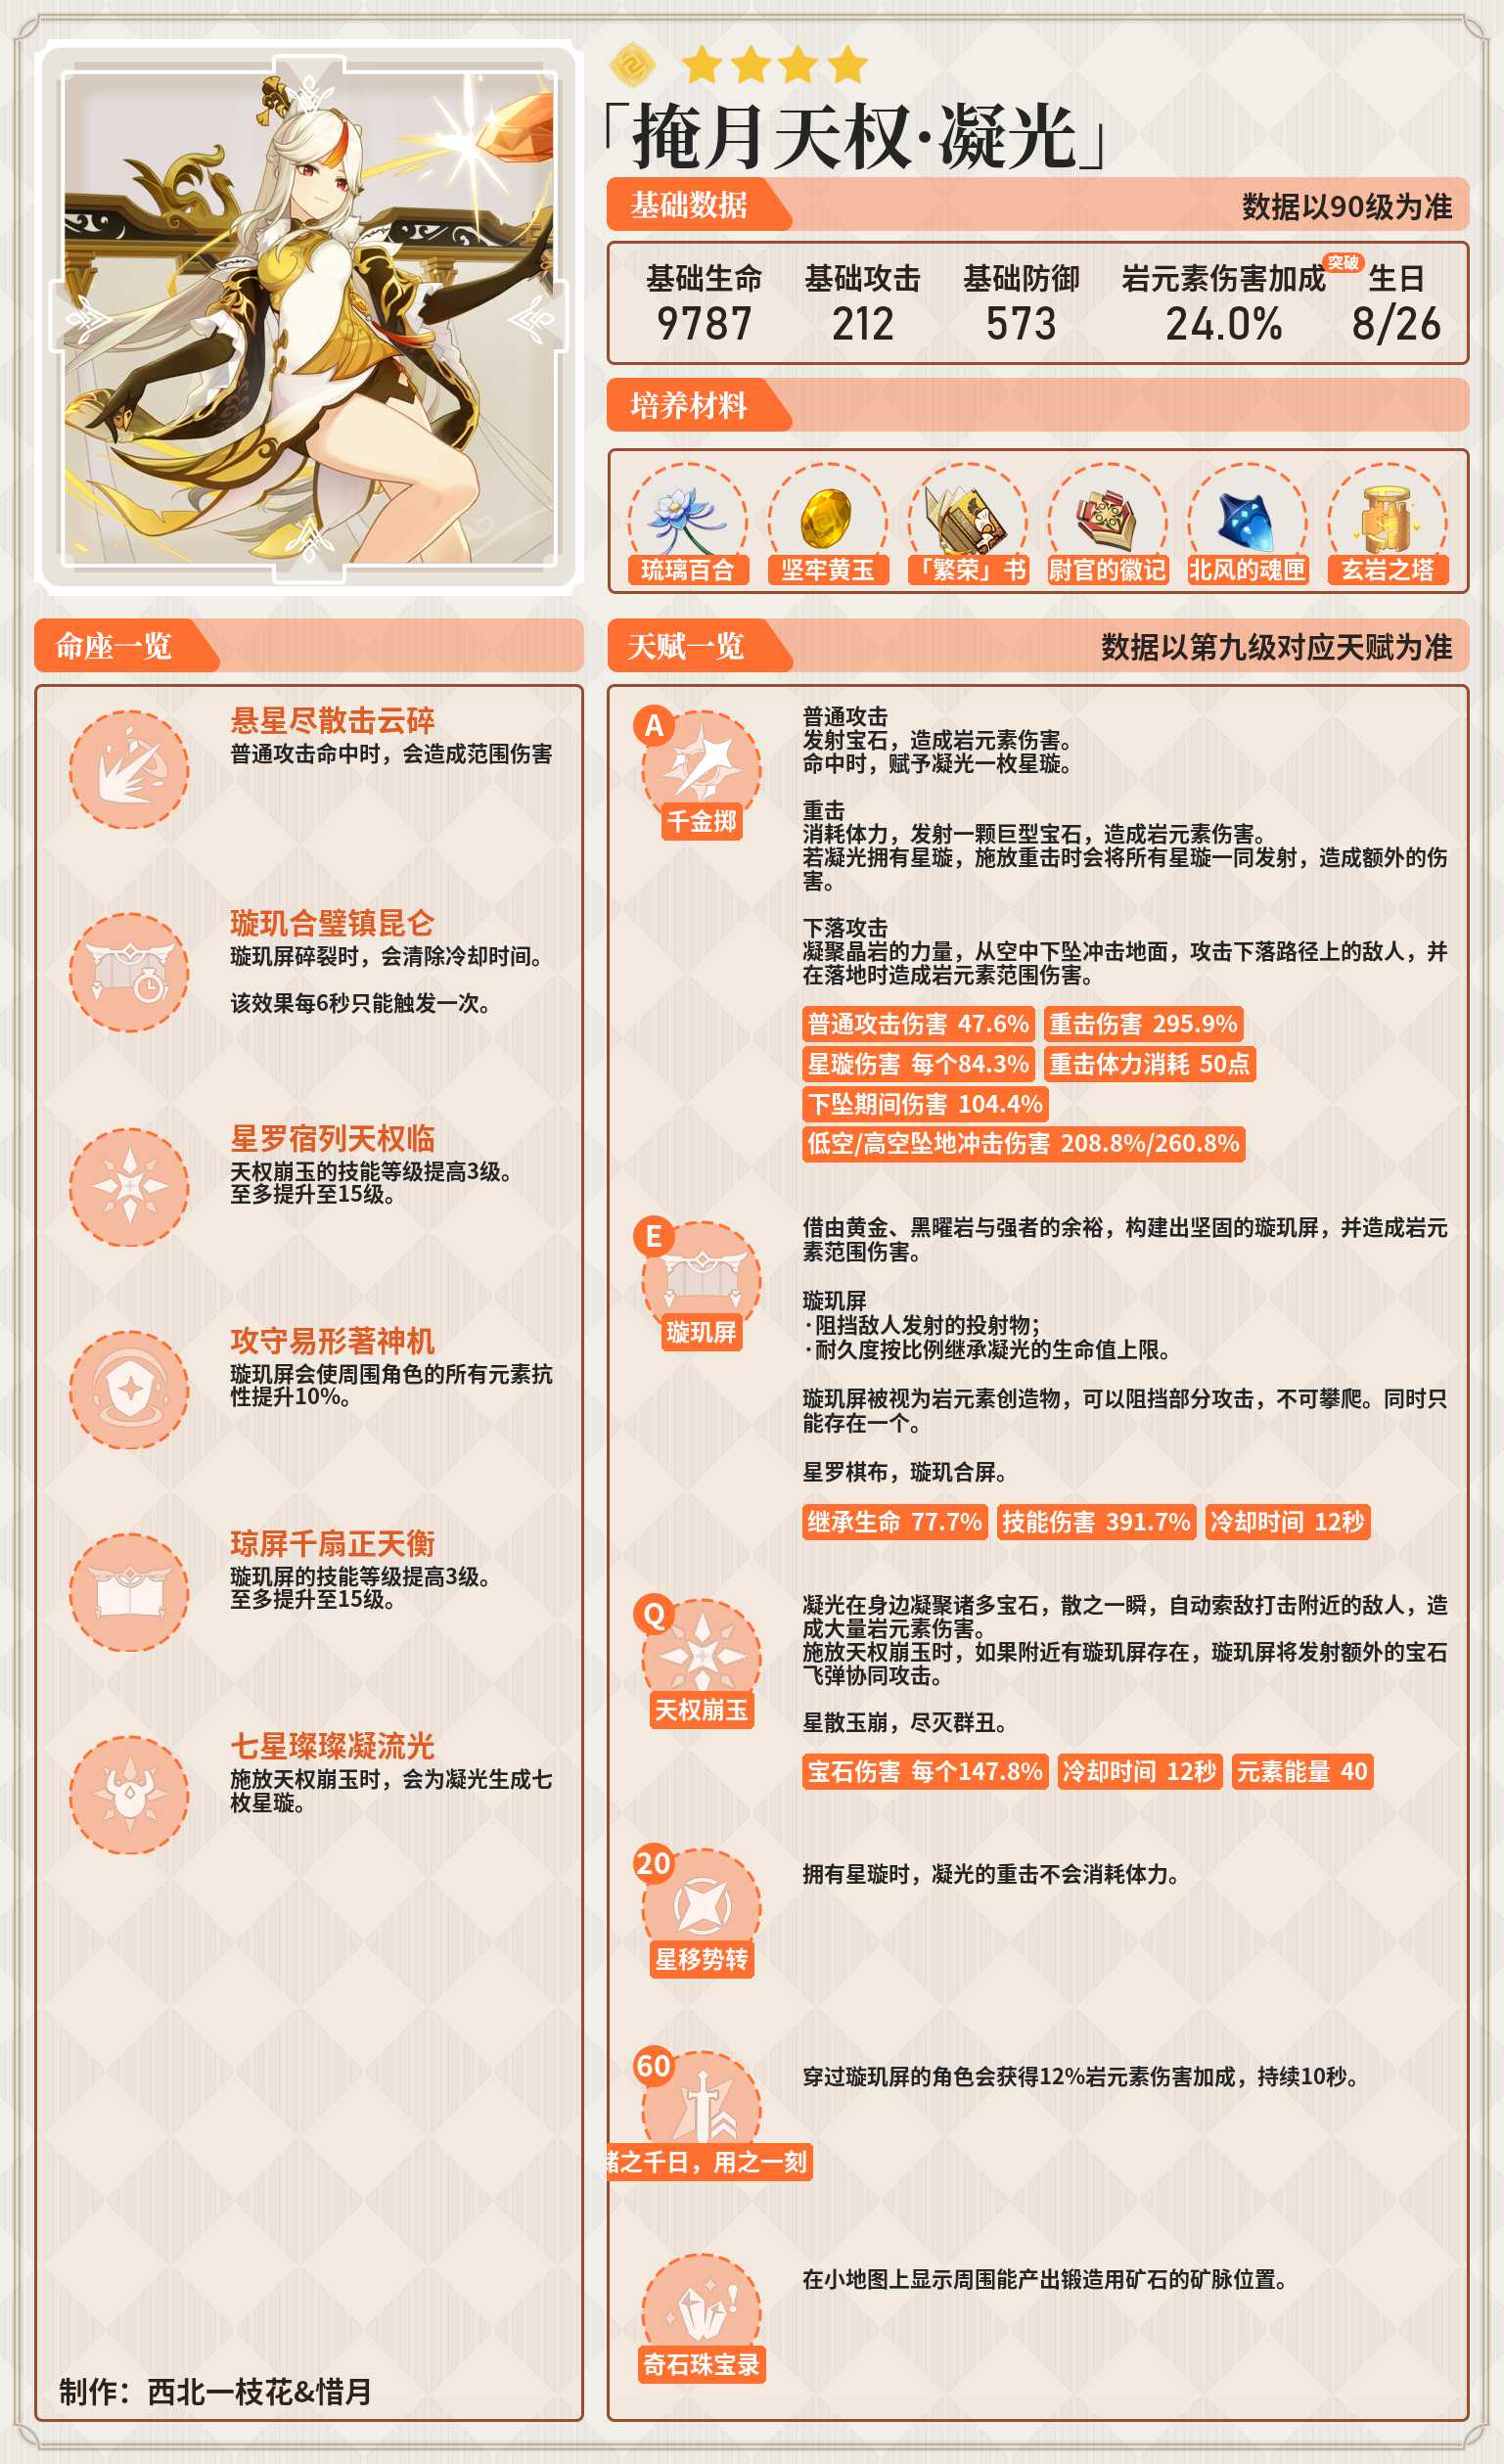 「掩月天权·凝光」
基础数据
数据以90级为准
基础生命
基础攻击
基础防御
岩元素伤害加成
突破
生日
9787
212
573
24.0%
8/26
培养材料
琉璃百合
坚牢黄玉
「繁荣」书
尉官的徽记
北风的魂匣
玄岩之塔
命座一览
悬星尽散击云碎
普通攻击命中时，会造成范围伤害
璇玑合璧镇昆仑
璇玑屏碎裂时，会清除冷却时间。
该效果每6秒只能触发一次。
星罗宿列天权临
天权崩玉的技能等级提高3级。
至多提升至15级。
攻守易形著神机
璇玑屏会使周围角色的所有元素抗
性提升10%。
琼屏千扇正天衡
璇玑屏的技能等级提高3级。
至多提升至15级。
七星璨璨凝流光
施放天权崩玉时，会为凝光生成七
枚星璇。
制作：西北一枝花&惜月
天赋一览
数据以第九级对应天赋为准
A
千金掷
普通攻击
发射宝石，造成岩元素伤害。
命中时，赋予凝光一枚星璇。
重击
消耗体力，发射一颗巨型宝石，造成岩元素伤害。
若凝光拥有星璇，施放重击时会将所有星璇一同发射，造成额外的伤
害。
下落攻击
凝聚晶岩的力量，从空中下坠冲击地面，攻击下落路径上的敌人，并
在落地时造成岩元素范围伤害。
普通攻击伤害 47.6%
重击伤害 295.9%
星璇伤害 每个84.3%
重击体力消耗 50点
下坠期间伤害 104.4%
低空/高空坠地冲击伤害 208.8%/260.8%
E
璇玑屏
借由黄金、黑曜岩与强者的余裕，构建出坚固的璇玑屏，并造成岩元
素范围伤害。
璇玑屏
·阻挡敌人发射的投射物；
·耐久度按比例继承凝光的生命值上限。
璇玑屏被视为岩元素创造物，可以阻挡部分攻击，不可攀爬。同时只
能存在一个。
星罗棋布，璇玑合屏。
继承生命 77.7%
技能伤害 391.7%
冷却时间 12秒
Q
天权崩玉
凝光在身边凝聚诸多宝石，散之一瞬，自动索敌打击附近的敌人，造
成大量岩元素伤害。
施放天权崩玉时，如果附近有璇玑屏存在，璇玑屏将发射额外的宝石
飞弹协同攻击。
星散玉崩，尽灭群丑。
宝石伤害 每个147.8%
冷却时间 12秒
元素能量 40
20
星移势转
拥有星璇时，凝光的重击不会消耗体力。
60
储之千日，用之一刻
穿过璇玑屏的角色会获得12%岩元素伤害加成，持续10秒。
奇石珠宝录
在小地图上显示周围能产出锻造用矿石的矿脉位置。